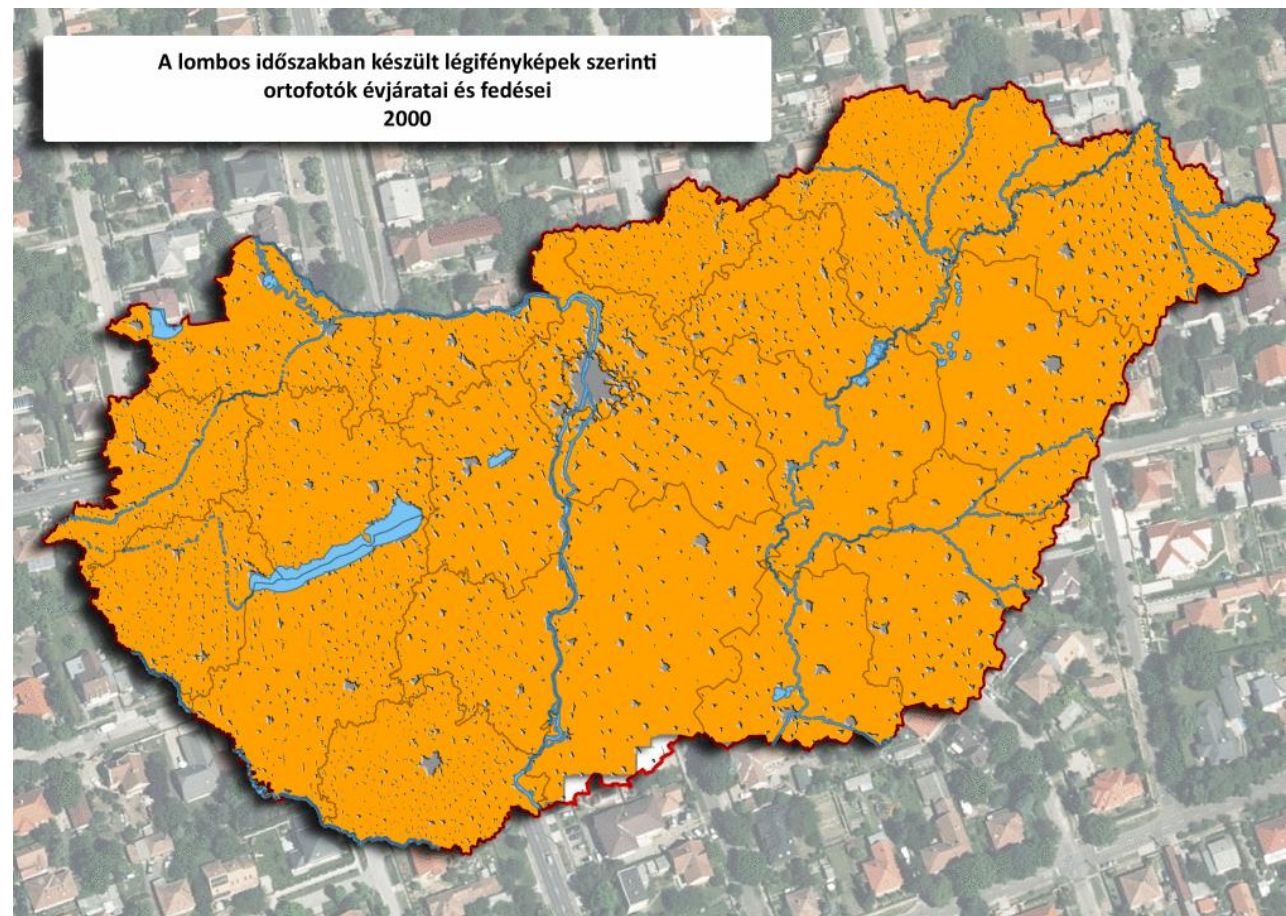 A lombos időszakban készült légifényképek szerinti
ortofotók évjáratai és fedései
2000